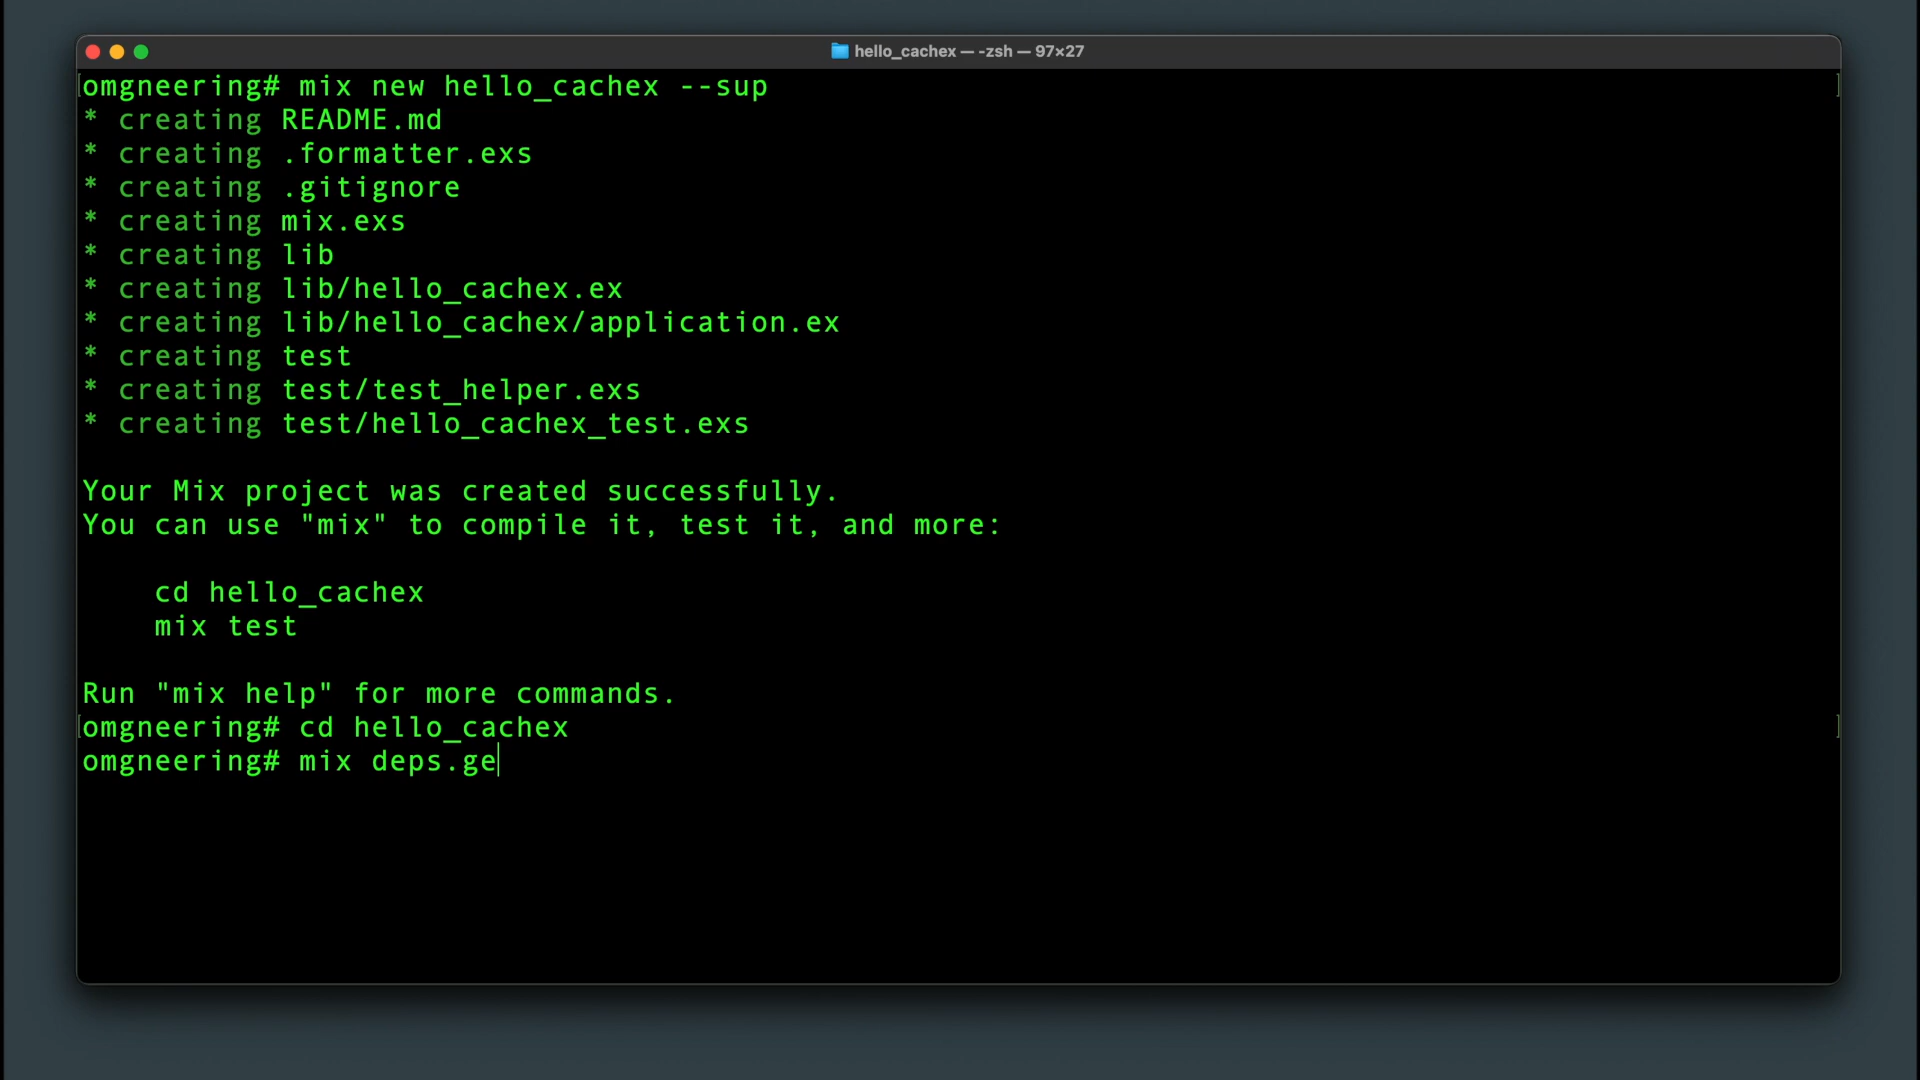 hello_cachex — -zsh — 97×27
omgneering# mix new hello_cachex --sup
* creating README.md
* creating .formatter.exs
* creating .gitignore
* creating mix.exs
* creating lib
* creating lib/hello_cachex.ex
* creating lib/hello_cachex/application.ex
* creating test
* creating test/test_helper.exs
* creating test/hello_cachex_test.exs
Your Mix project was created successfully.
You can use "mix" to compile it, test it, and more:
cd hello_cachex
mix test
Run "mix help" for more commands.
omgneering# cd hello_cachex
omgneering# mix deps.ge